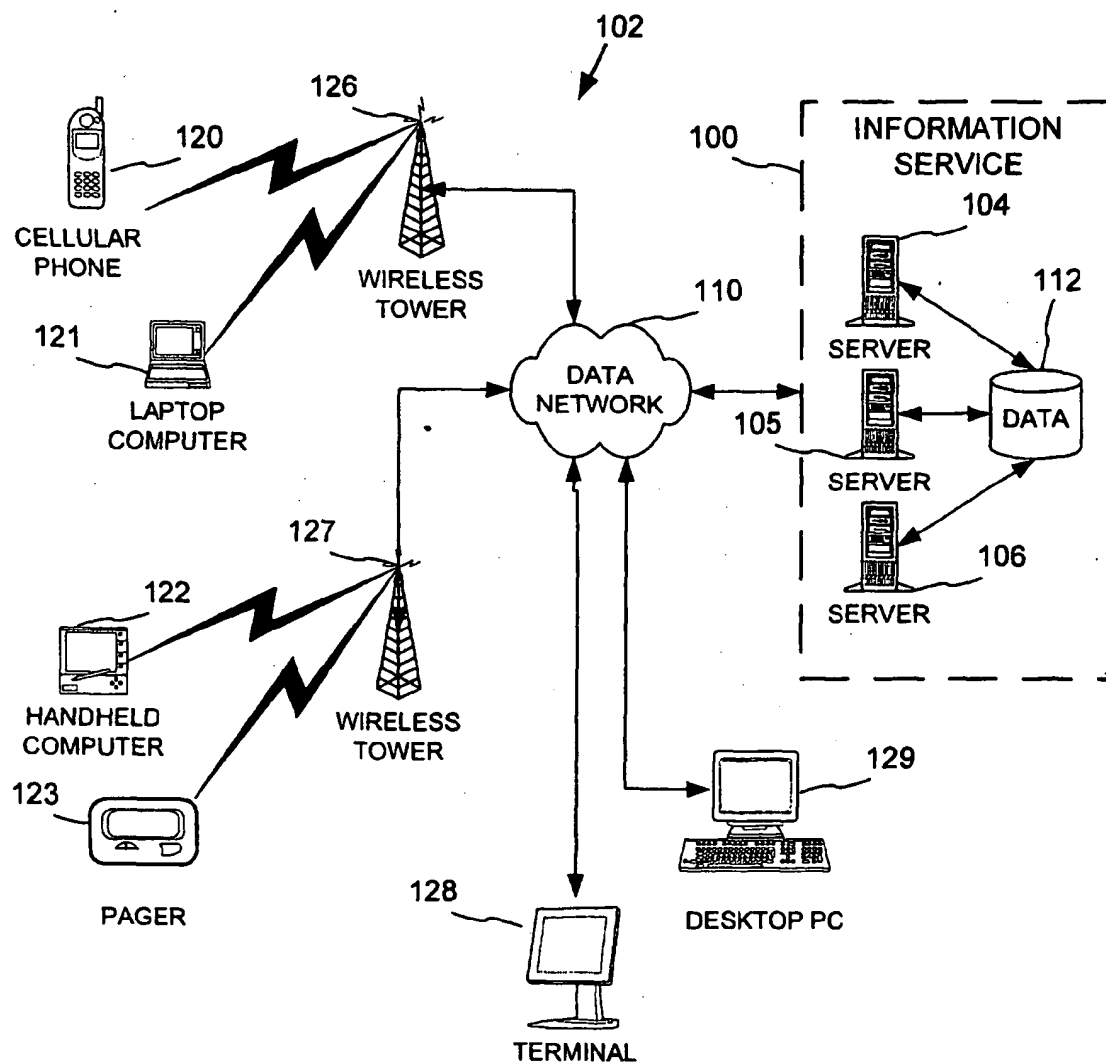 102
126
120
CELLULAR
PHONE
WIRELESS
TOWER
121
LAPTOP
COMPUTER
110
DATA
NETWORK
100
INFORMATION
SERVICE
104
SERVER
112
DATA
105
SERVER
106
SERVER
127
122
HANDHELD
COMPUTER
WIRELESS
TOWER
123
PAGER
129
DESKTOP PC
128
TERMINAL